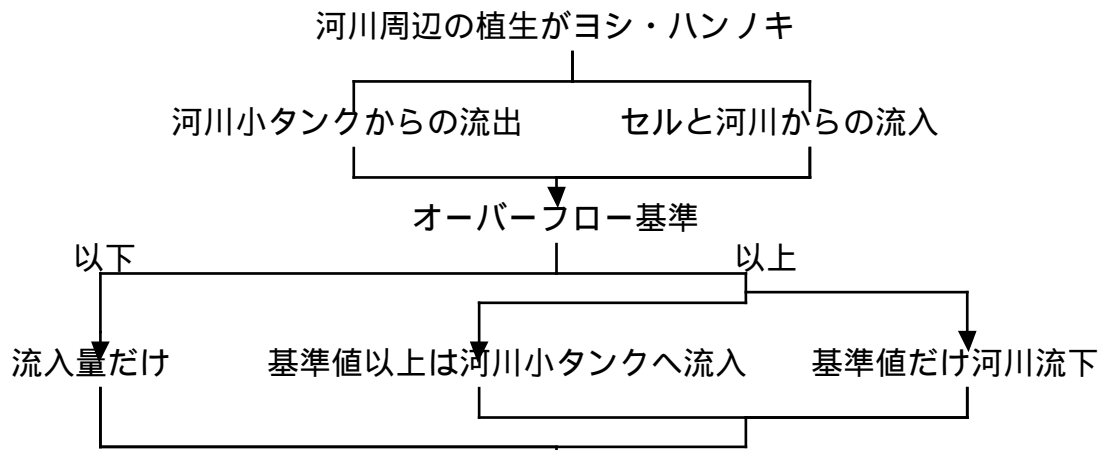 河川周辺の植生がヨシ・ハンノキ
河川小タンクからの流出
セルと河川からの流入
オーバーフロー基準
以下
以上
流入量だけ
基準値以上は河川小タンクへ流入
基準値だけ河川流下